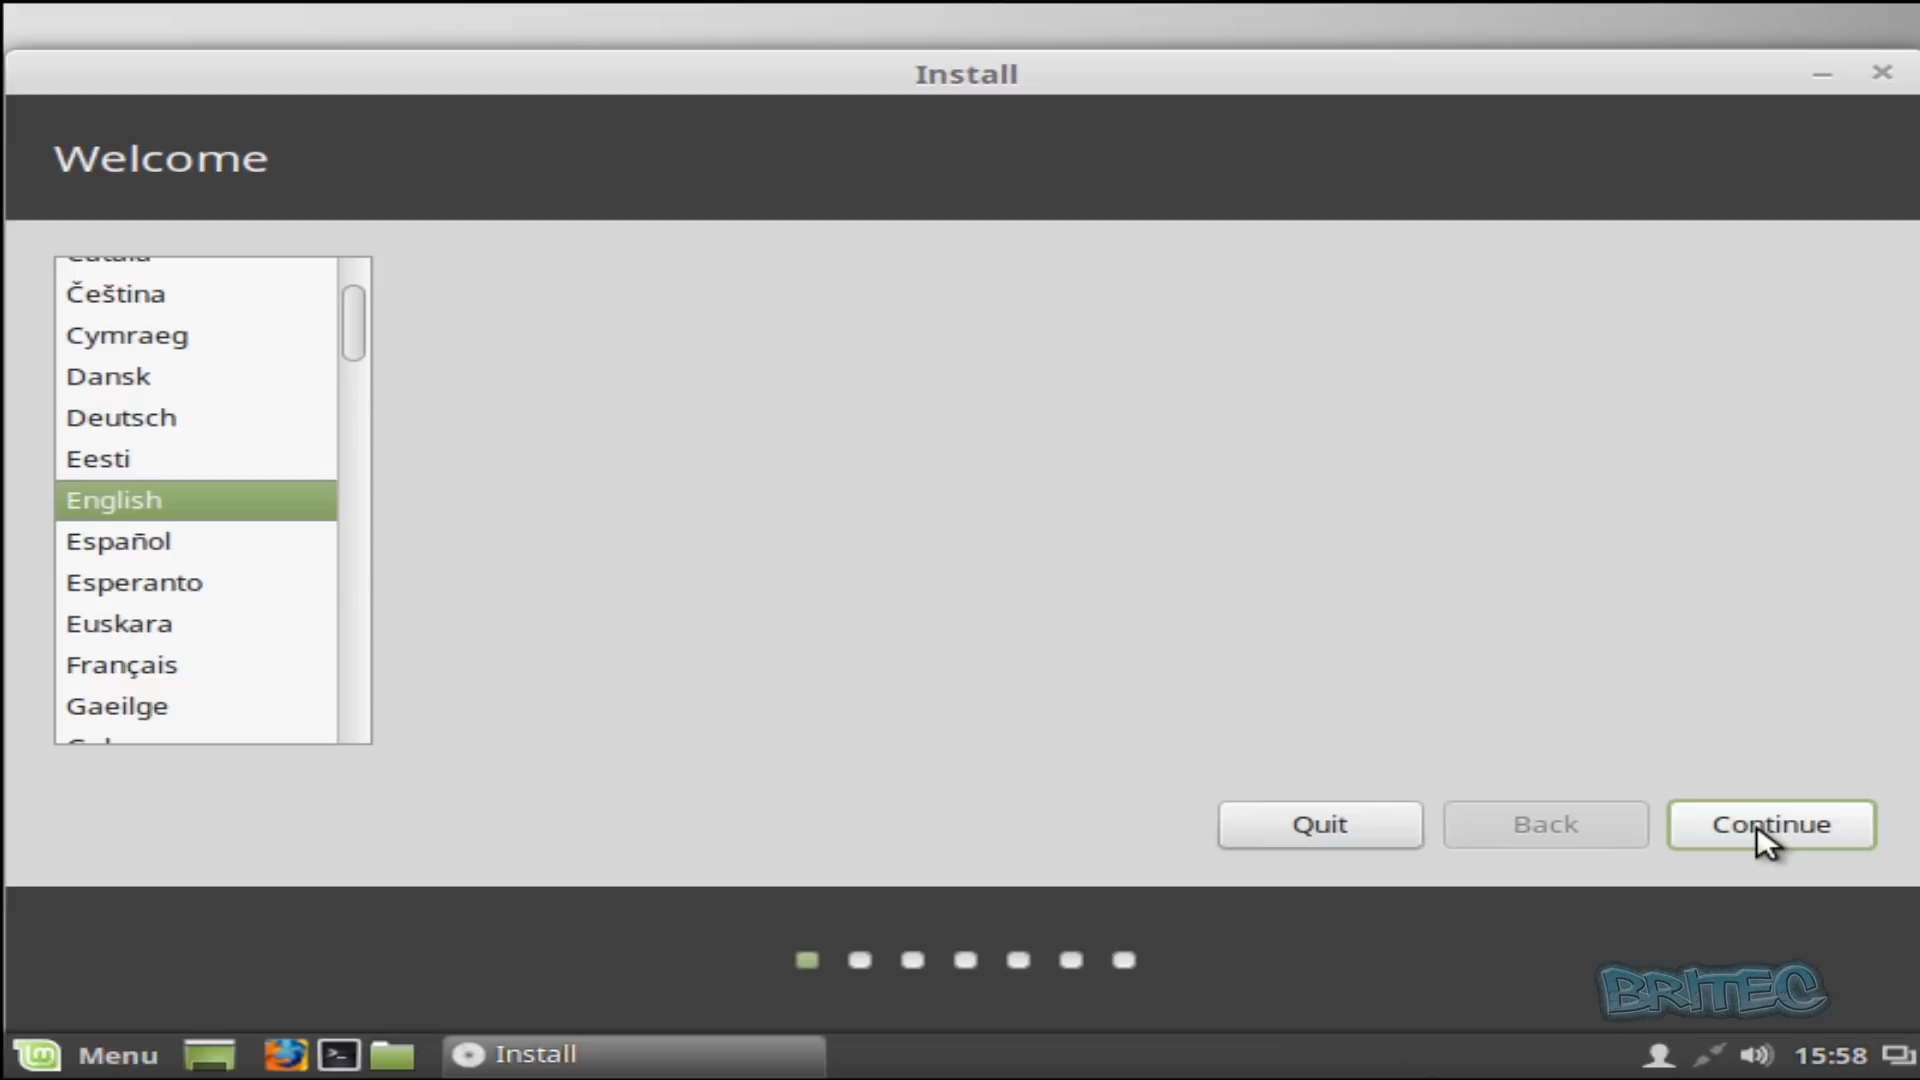 Install
Welcome
Čeština
Cymraeg
Dansk
Deutsch
Eesti
English
Español
Esperanto
Euskara
Français
Gaeilge
Quit
Back
Continue
BRITEC
Menu
Install
15:58